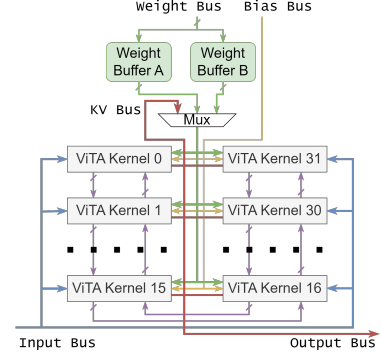 Weight Bus
Bias Bus
Weight
Buffer A
Weight
Buffer B
KV Bus
Mux
ViTA Kernel 0
ViTA Kernel 31
ViTA Kernel 1
ViTA Kernel 30
ViTA Kernel 15
ViTA Kernel 16
Input Bus
Output Bus